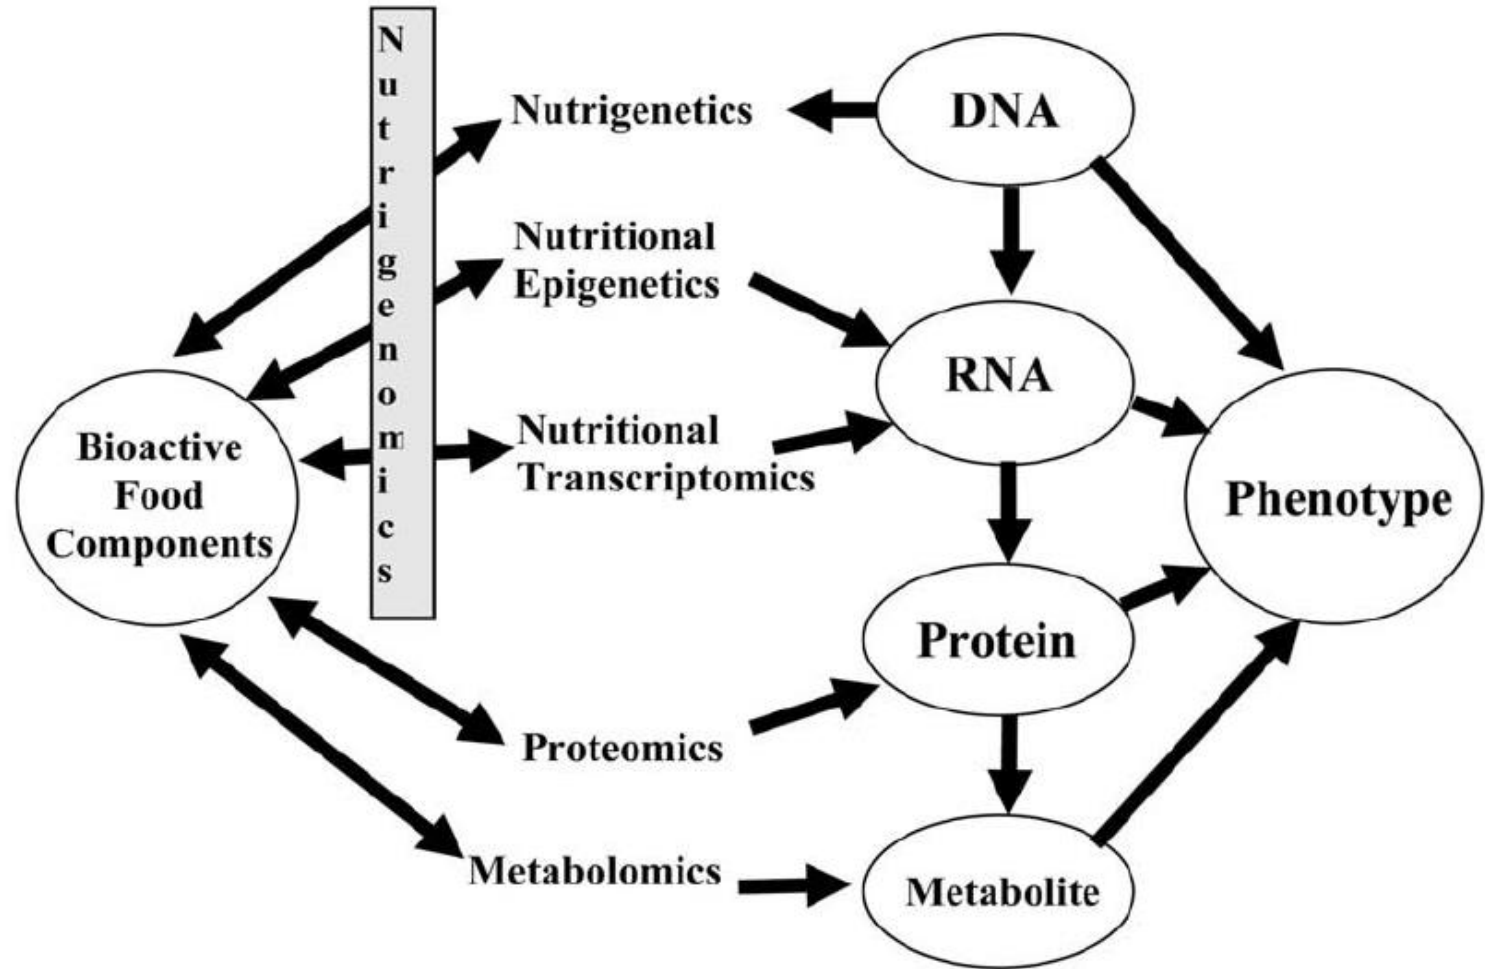 Nutrigenomics
Nutrigenetics
DNA
Nutritional
Epigenetics
RNA
Nutritional
Transcriptomics
Bioactive
Food
Components
Phenotype
Protein
Proteomics
Metabolomics
Metabolite